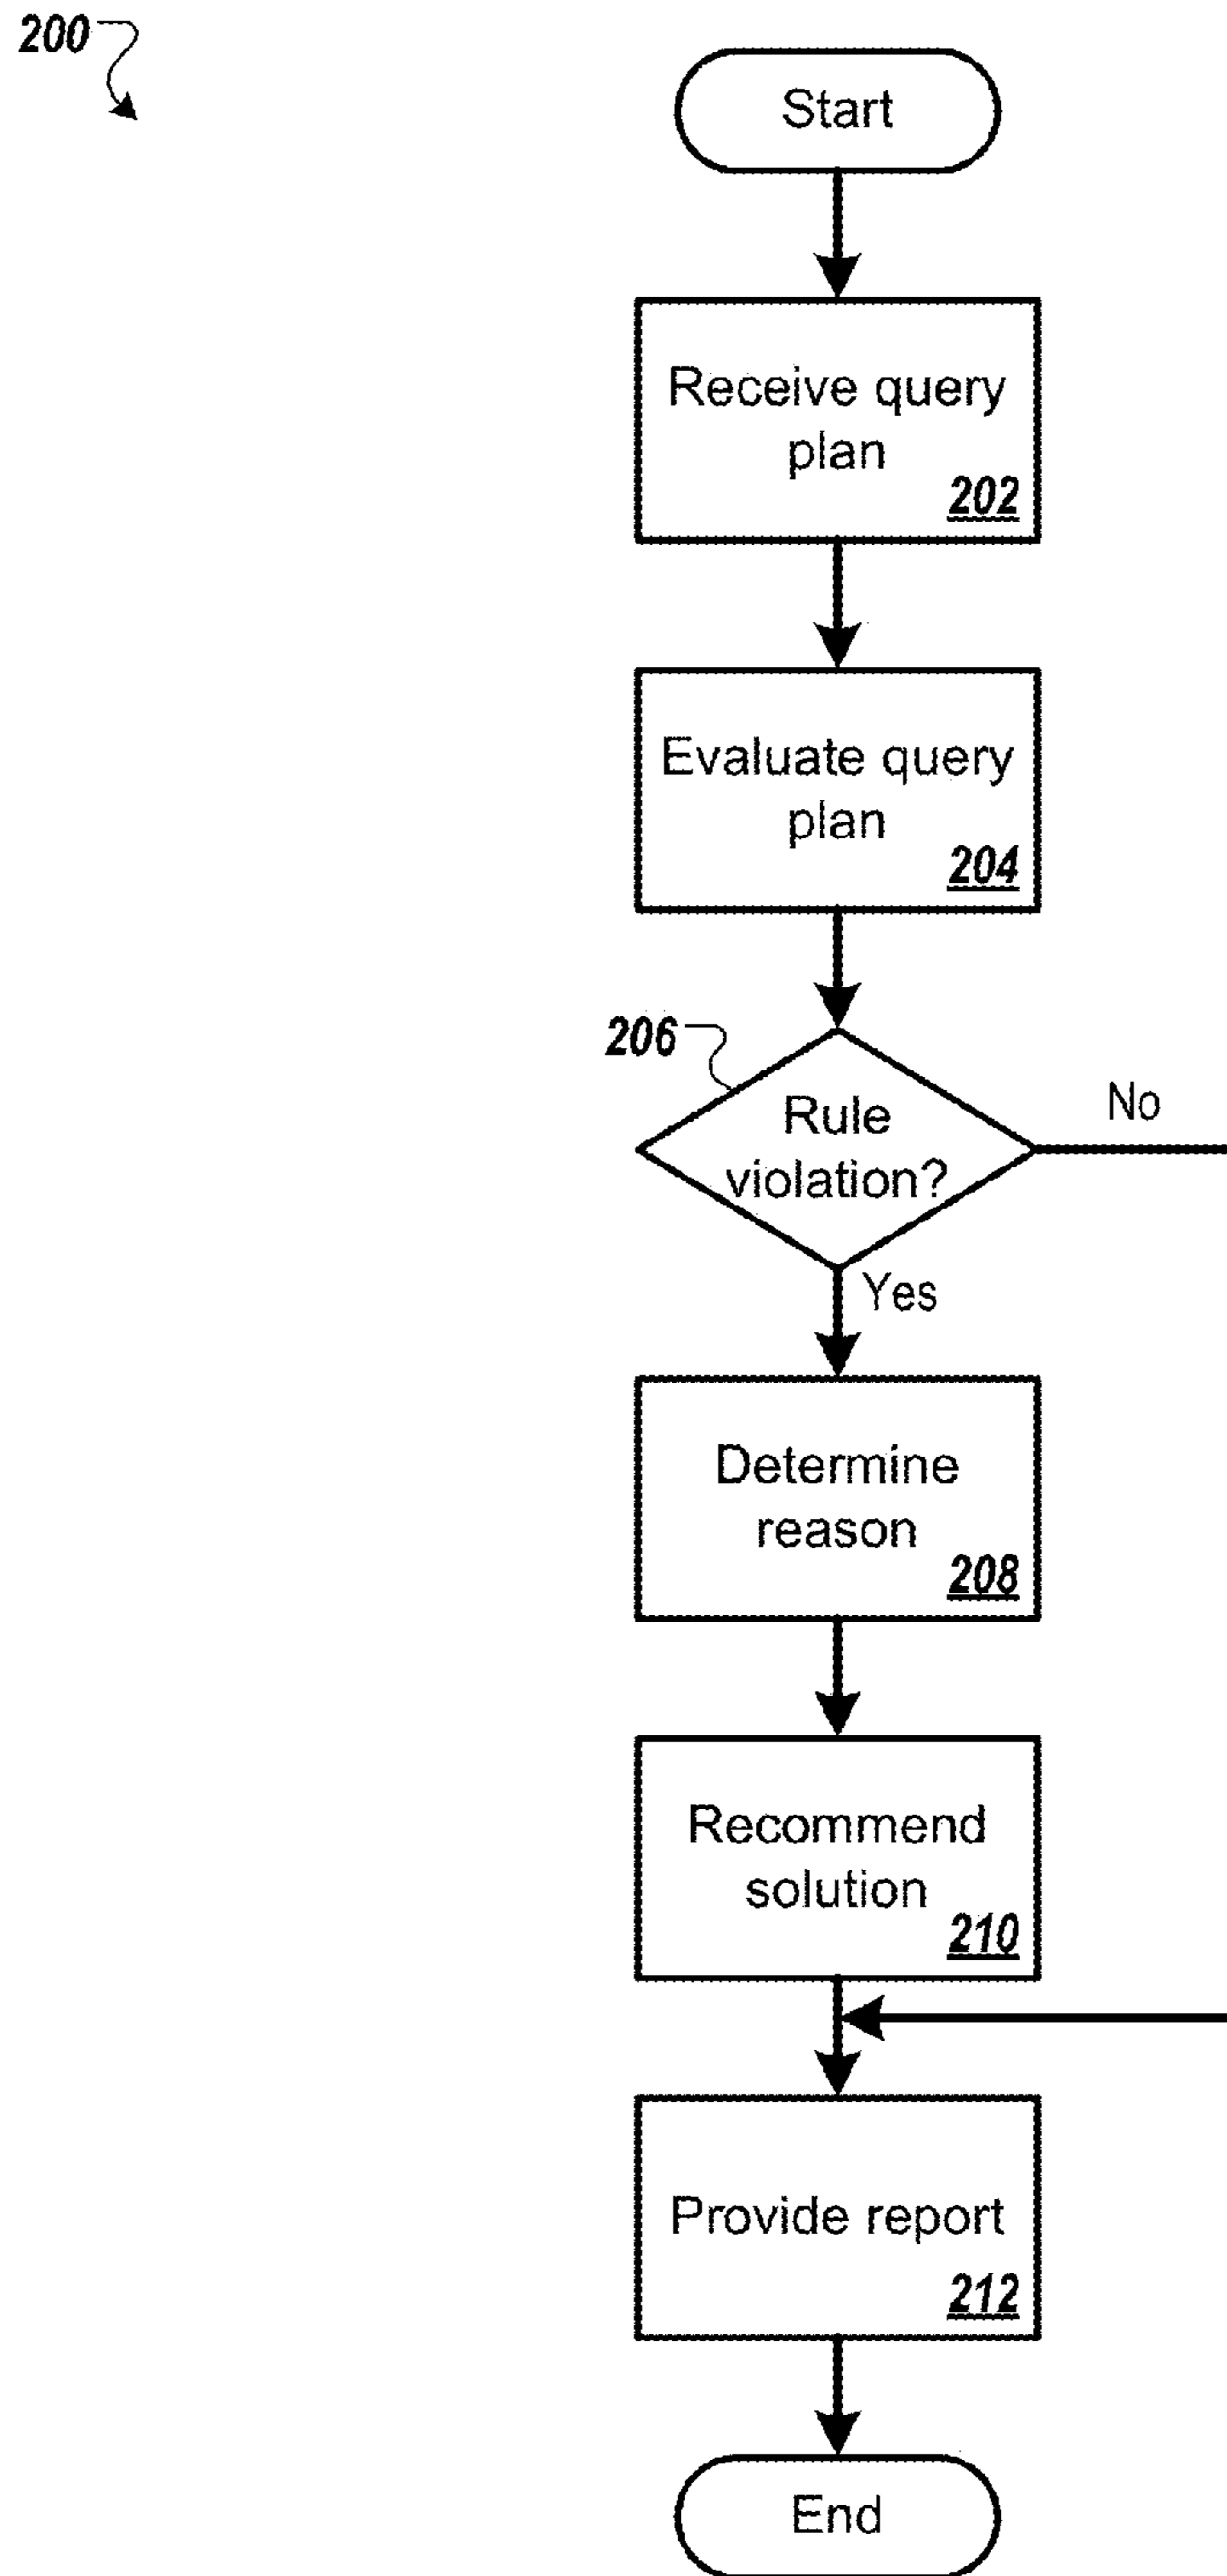 200
Start
Receive query
plan
202
Evaluate query
plan
204
206
Rule
violation?
No
Yes
Determine
reason
208
Recommend
solution
210
Provide report
212
End